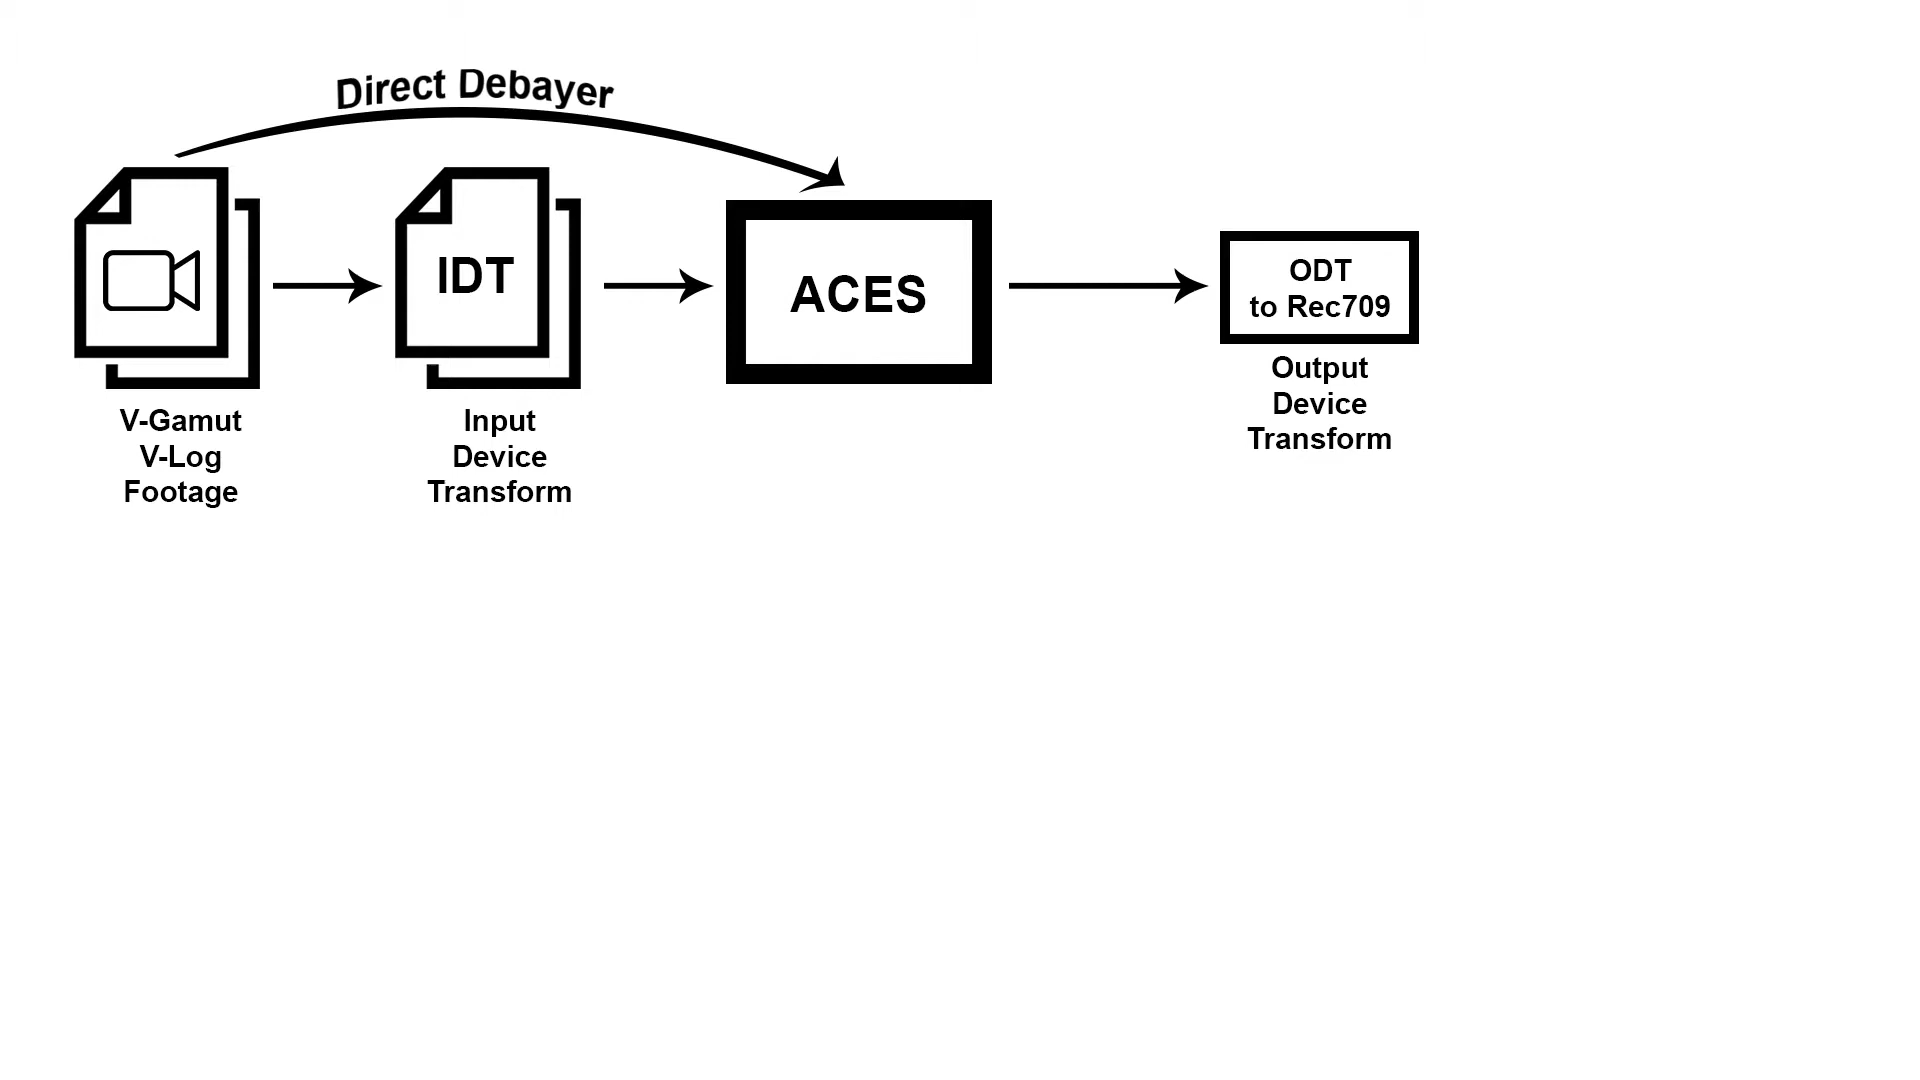 Direct Debayer
IDT
ACES
ODT
to Rec709
V-Gamut
V-Log
Footage
Input
Device
Transform
Output
Device
Transform